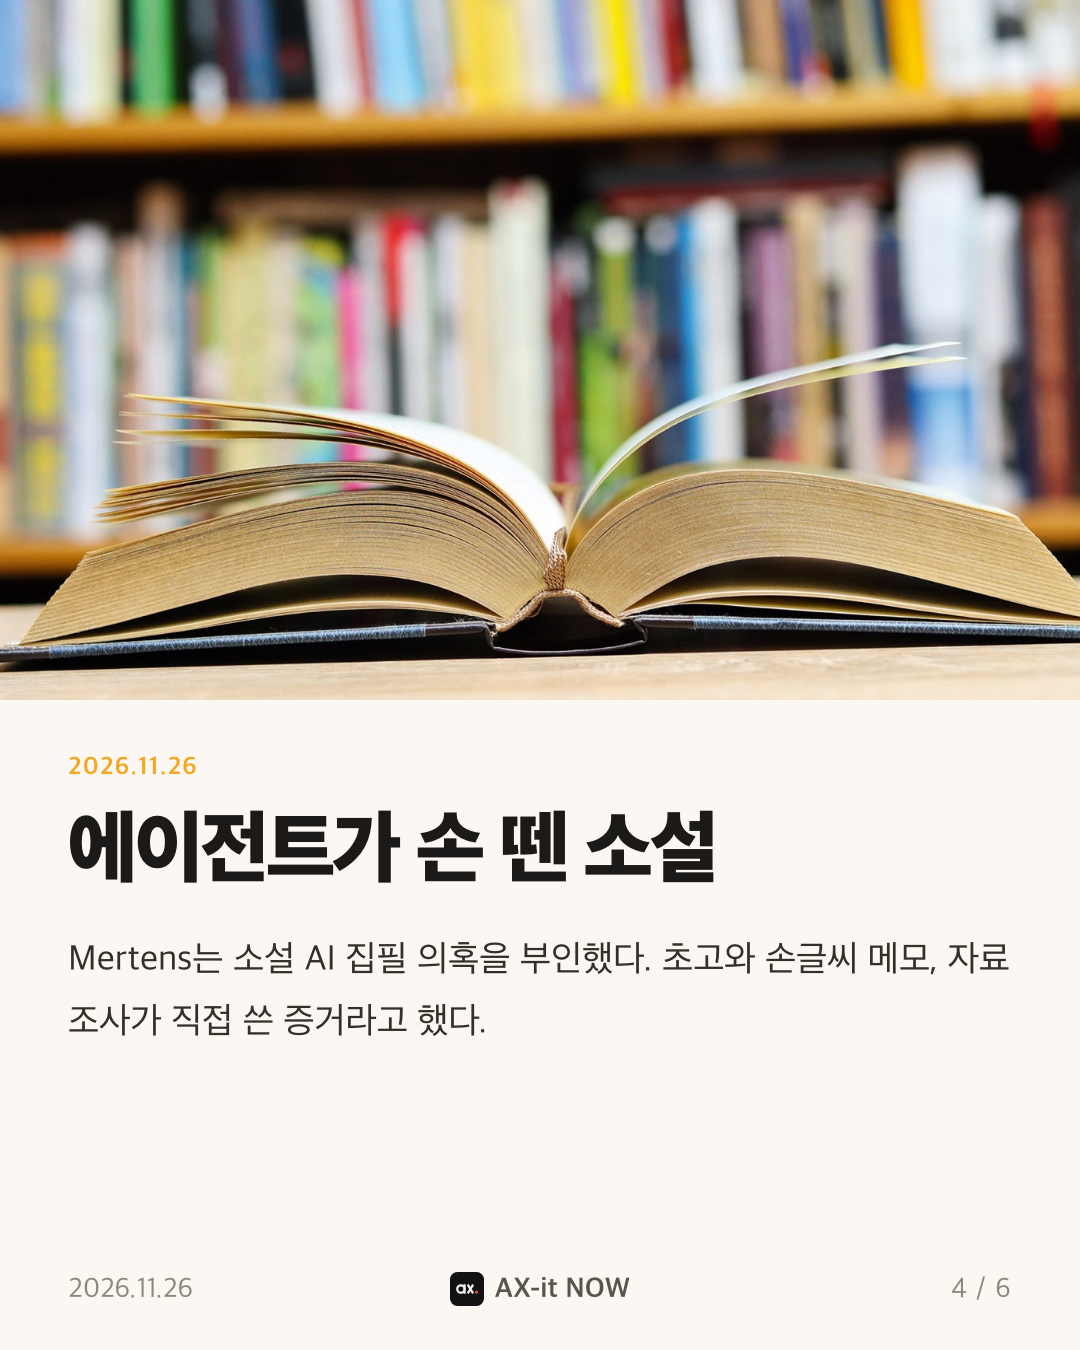 2026.11.26
에이전트가 손 뗀 소설
Mertens는 소설 AI 집필 의혹을 부인했다. 초고와 손글씨 메모, 자료
조사가 직접 쓴 증거라고 했다.
2026.11.26
ax. AX-it NOW
4 / 6